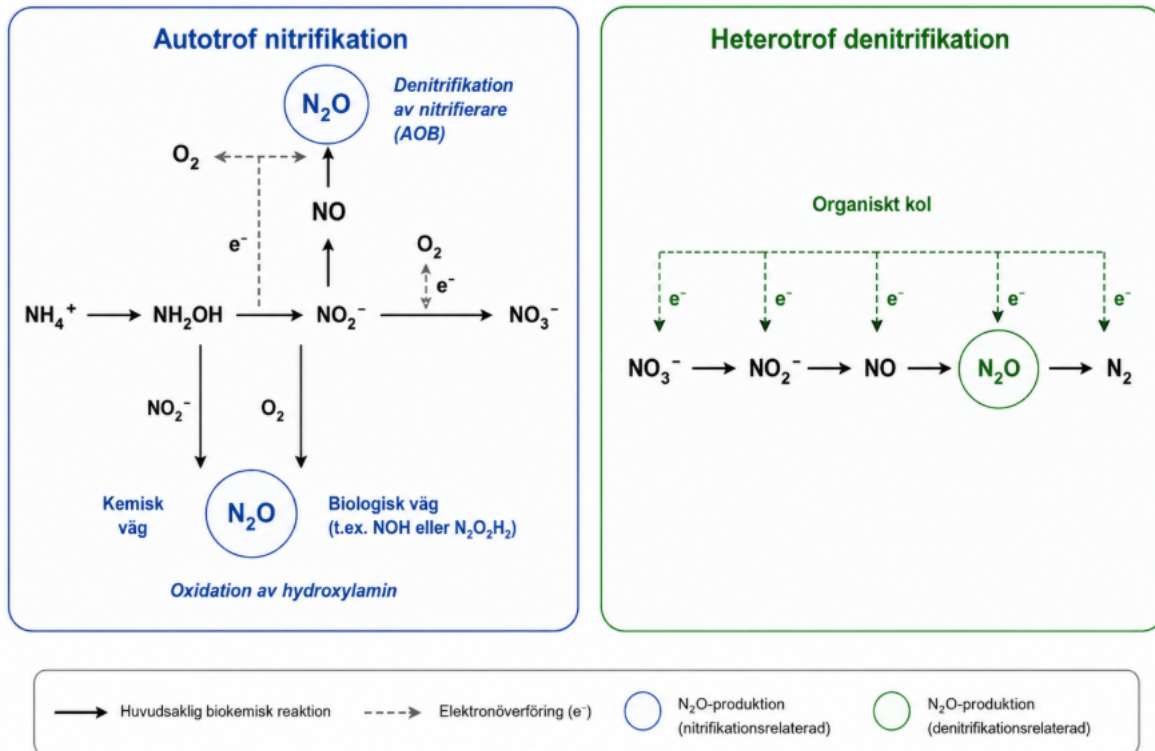 Autotrof nitrifikation
N₂O
Denitrifikation
av nitrifierare
(AOB)
O₂
NO
e⁻
O₂
e⁻
NH₄⁺
NH₂OH
NO₂⁻
NO₃⁻
NO₂⁻
O₂
Kemisk
väg
N₂O
Biologisk väg
(t.ex. NOH eller N₂O₂H₂)
Oxidation av hydroxylamin
Heterotrof denitrifikation
Organiskt kol
e⁻ e⁻ e⁻ e⁻ e⁻
NO₃⁻ NO₂⁻ NO N₂O N₂
Huvudsaklig biokemisk reaktion
Elektronöverföring (e⁻)
N₂O-produktion
(nitrifikationsrelaterad)
N₂O-produktion
(denitrifikationsrelaterad)